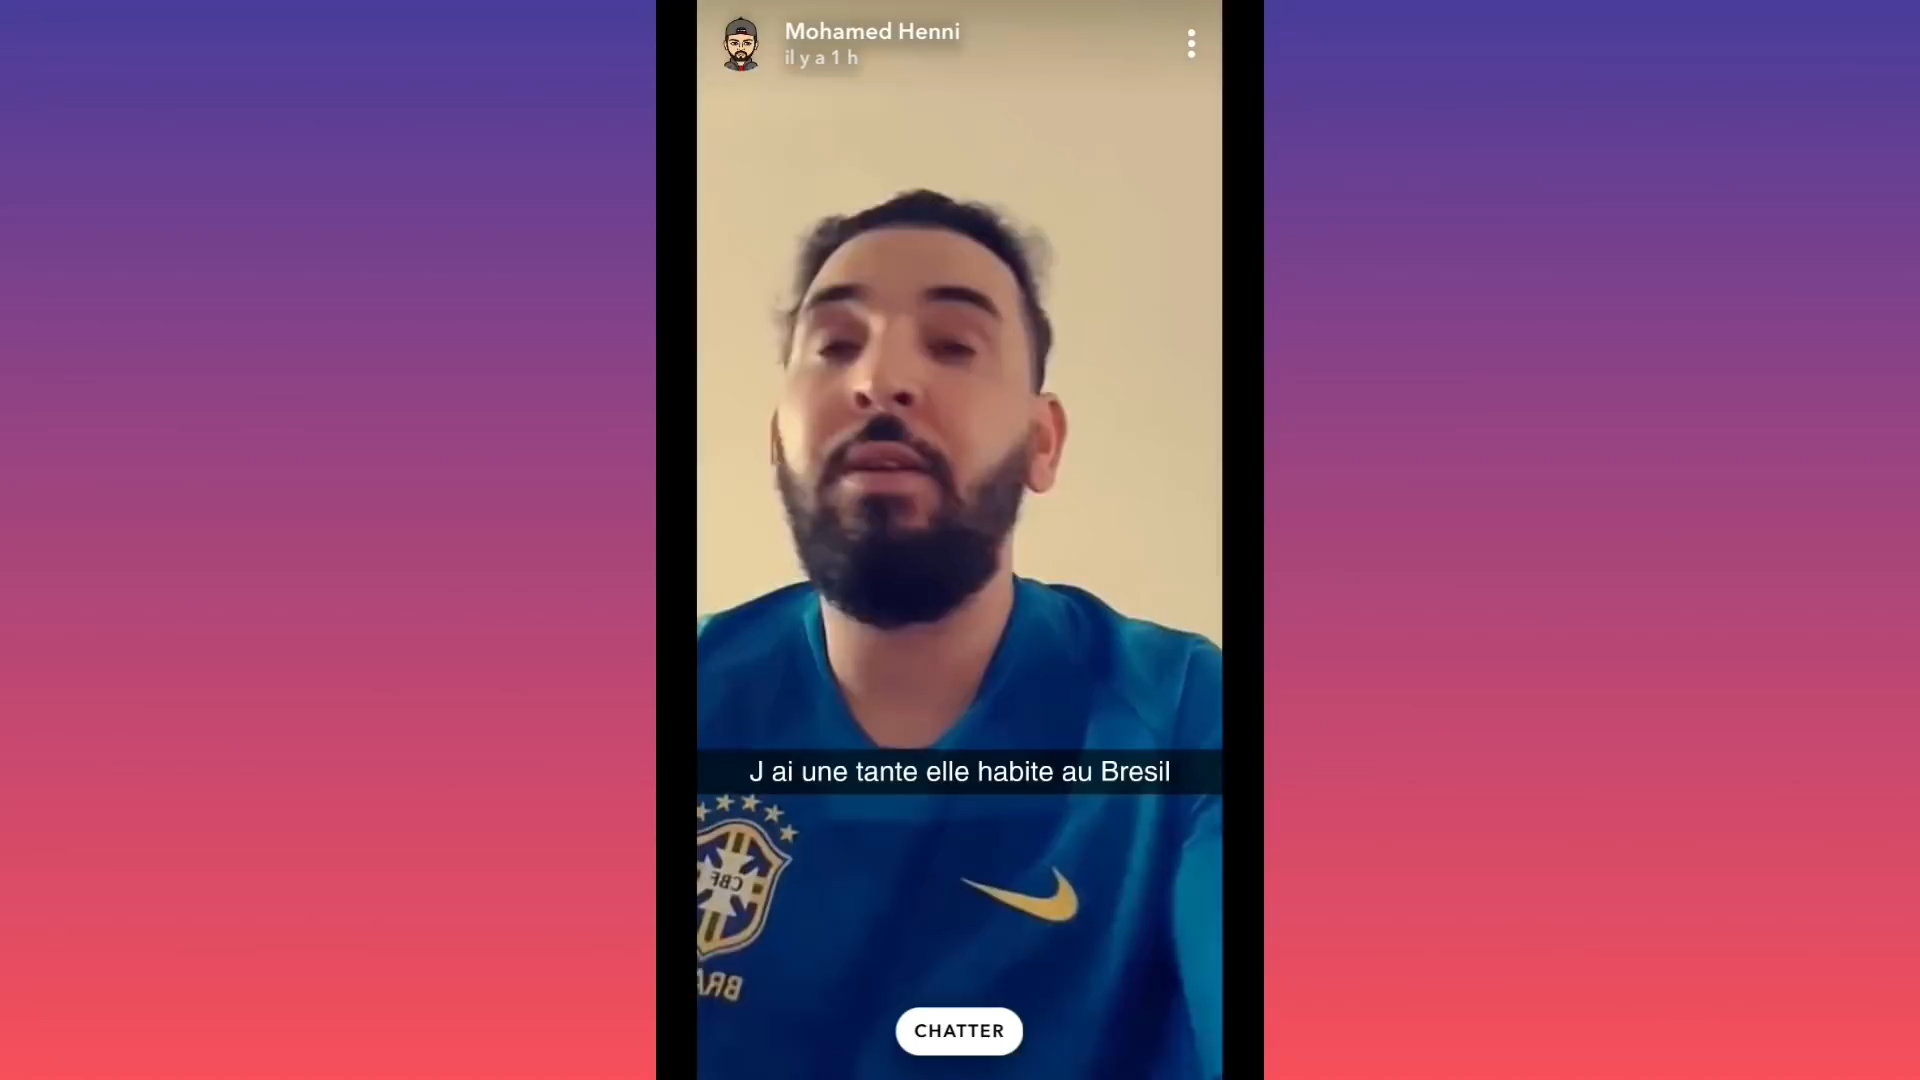 Mohamed Henni
il y a 1 h
J ai une tante elle habite au Bresil
CBF
BRA
CHATTER